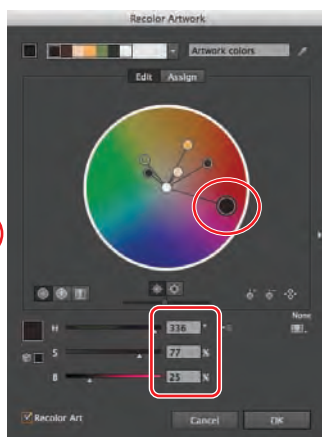 Recolor Artwork
Artwork colors
Edit Assign
None
H 336 °
S 77 %
B 25 %
Recolor Art Cancel OK